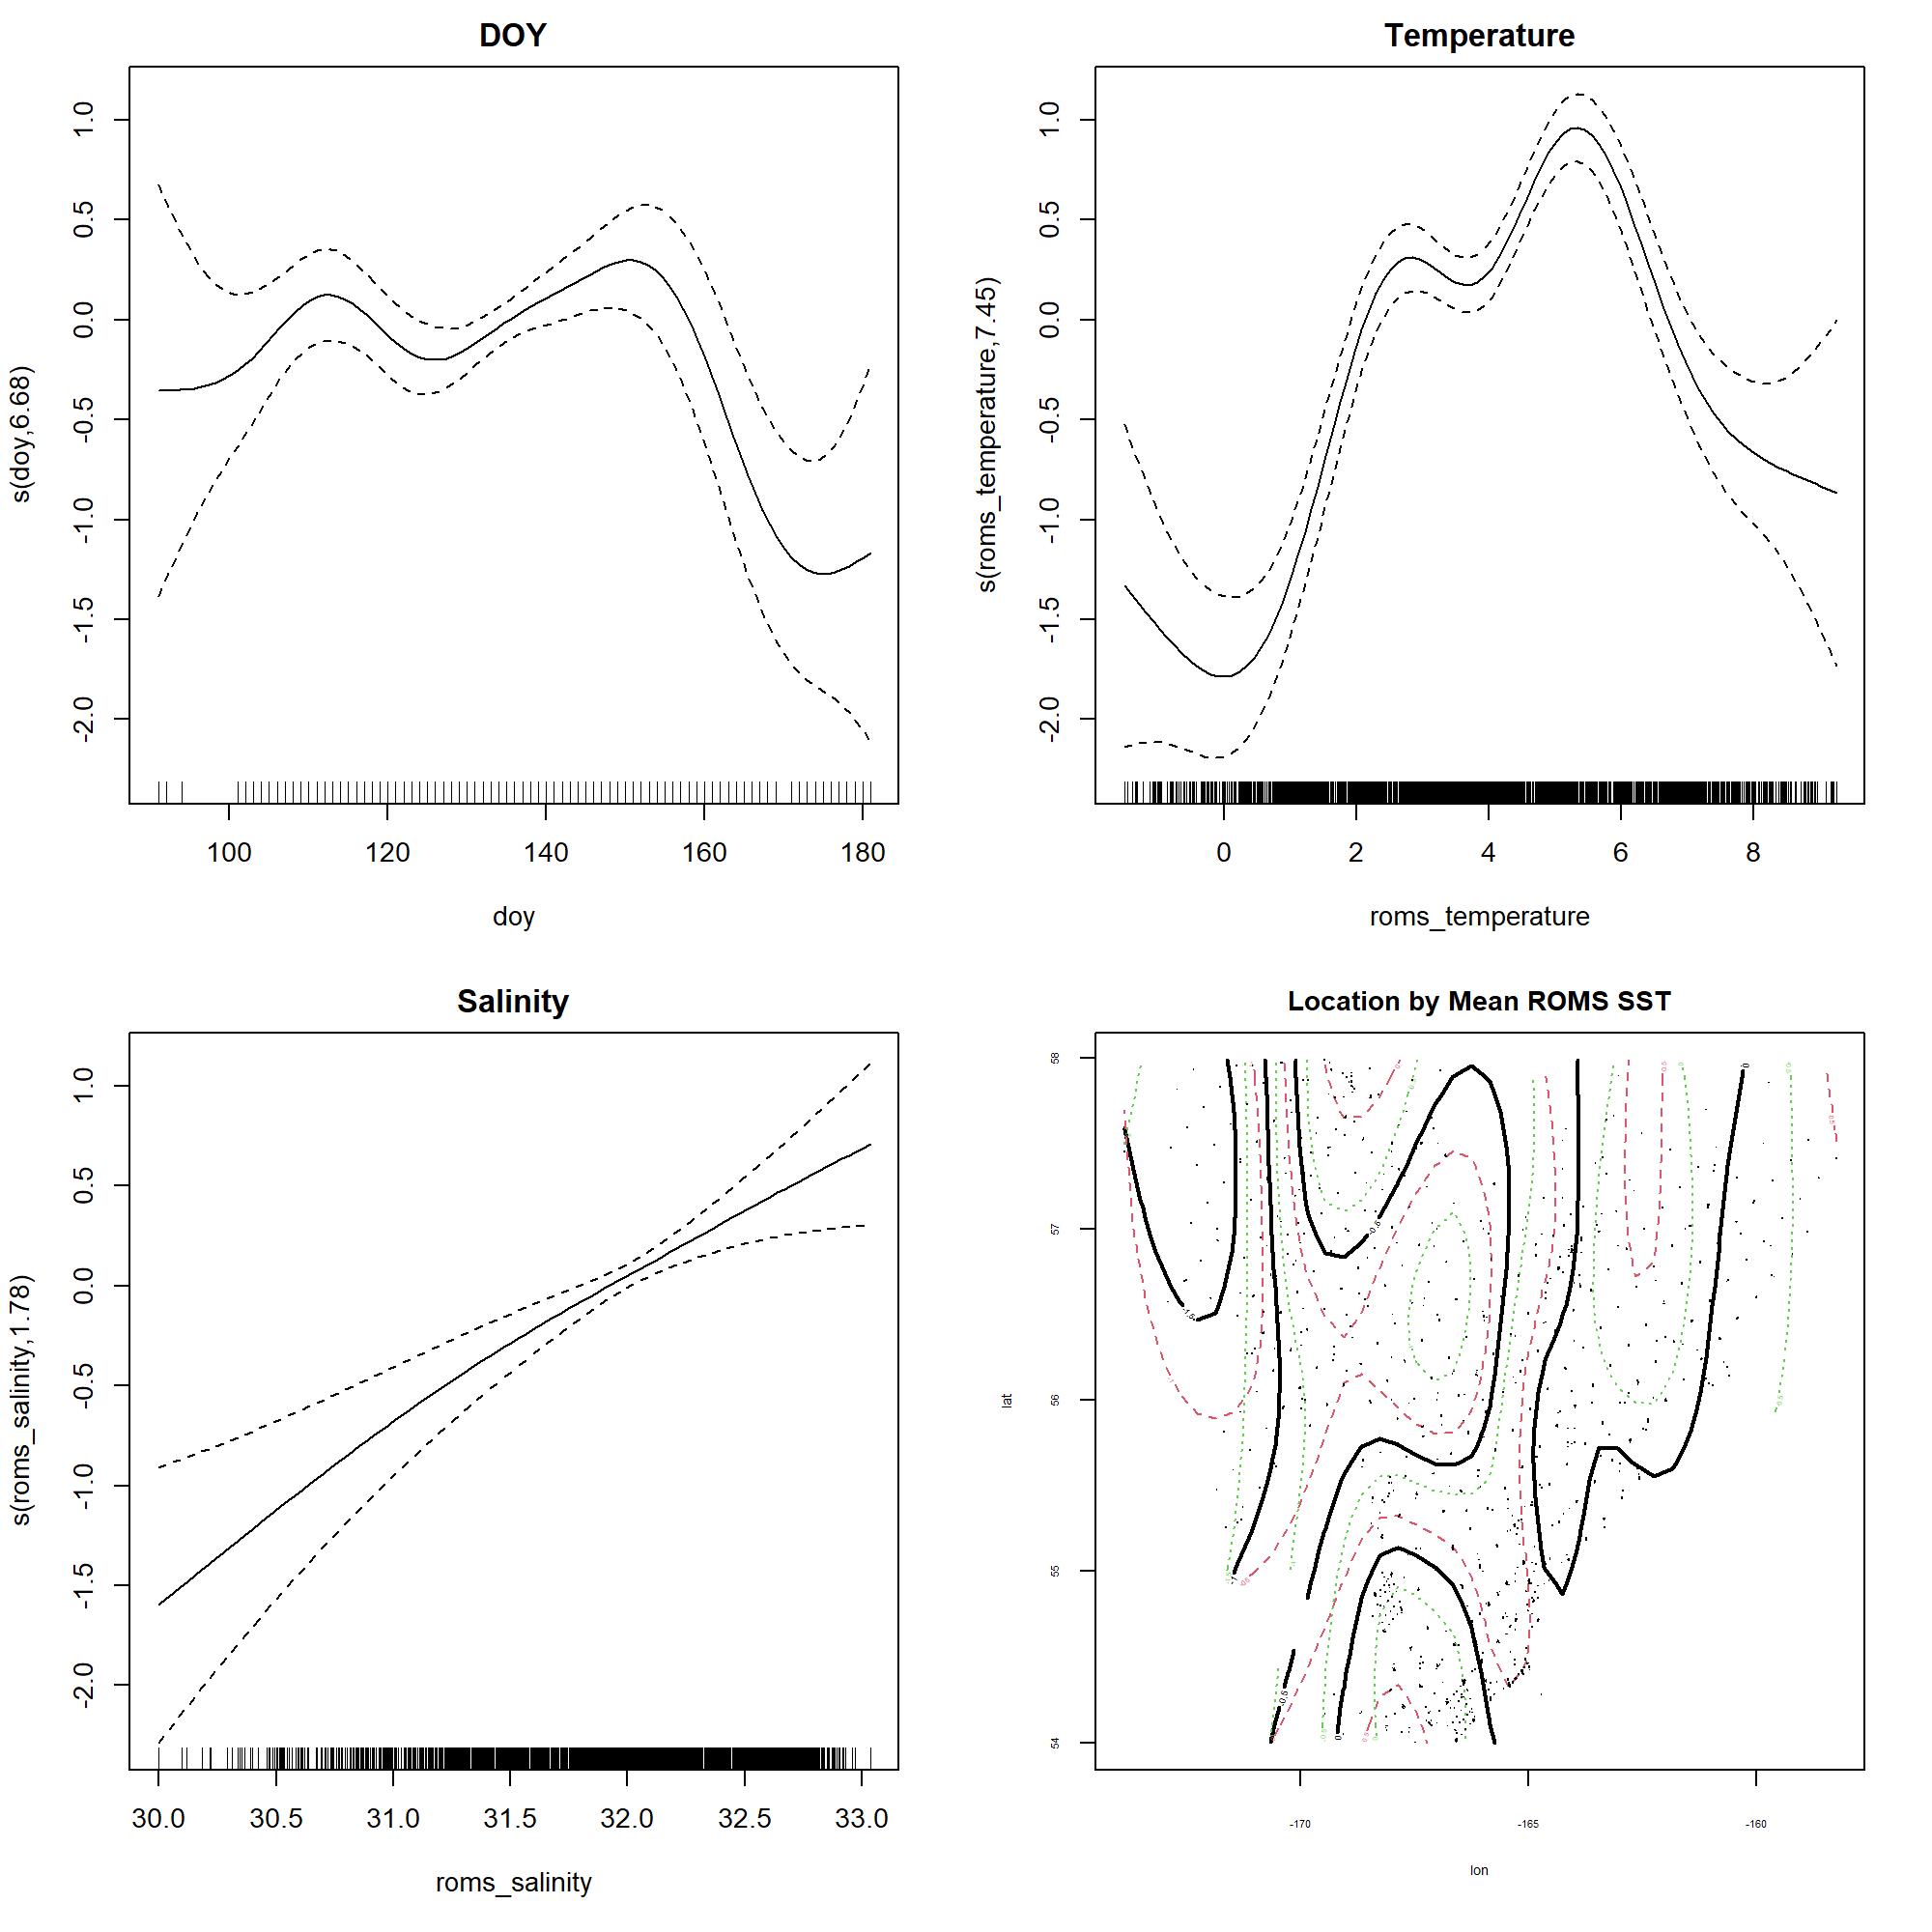 DOY
1.0
0.5
0.0
-0.5
-1.0
-1.5
-2.0
s(doy,6.68)
100 120 140 160 180
doy
Temperature
1.0
0.5
0.0
-0.5
-1.0
-1.5
-2.0
s(roms_temperature,7.45)
0 2 4 6 8
roms_temperature
Salinity
1.0
0.5
0.0
-0.5
-1.0
-1.5
-2.0
s(roms_salinity,1.78)
30.0 30.5 31.0 31.5 32.0 32.5 33.0
roms_salinity
Location by Mean ROMS SST
58
57
56
55
54
lat
-170 -165 -160
lon